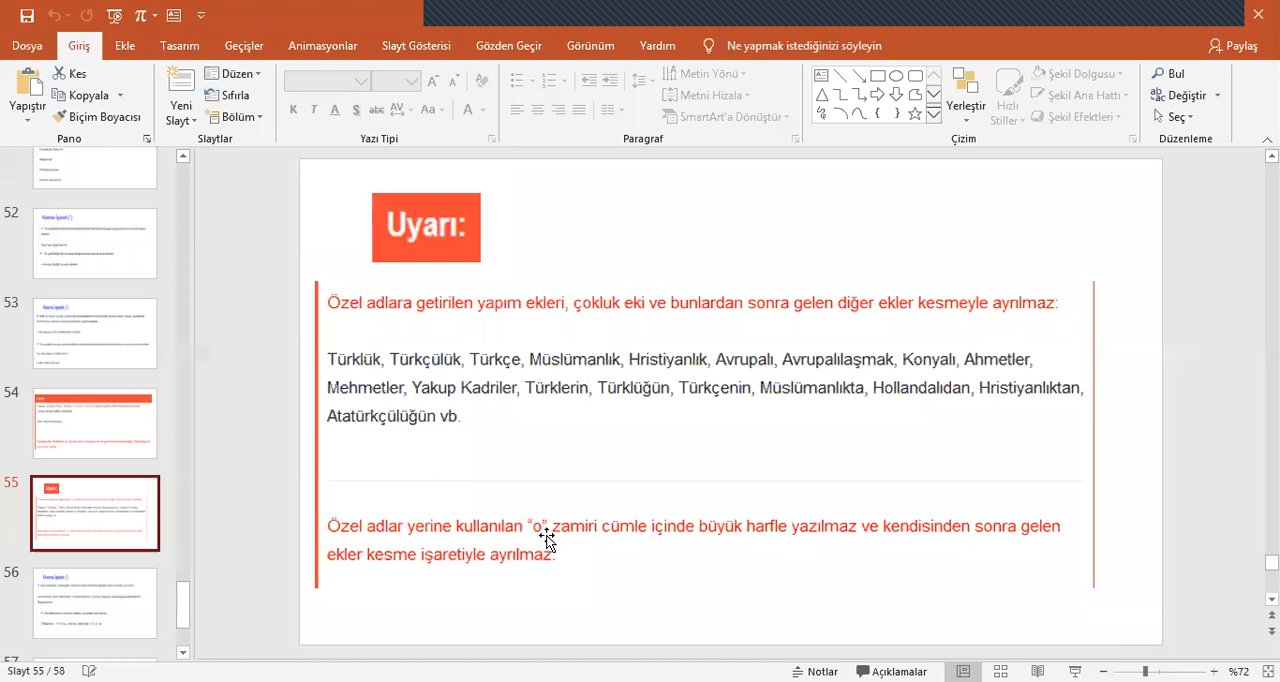 Dosya Giriş Ekle Tasarım Geçişler Animasyonlar Slayt Gösterisi Gözden Geçir Görünüm Yardım Ne yapmak istediğinizi söyleyin Paylaş
Yapıştır
Kes
Kopyala
Biçim Boyacısı
Pano
Yeni
Slayt
Düzen
Sıfırla
Bölüm
Slaytlar
K T A S abc AV Aa A
Yazı Tipi
Metin Yönü
Metni Hizala
SmartArt'a Dönüştür
Paragraf
Yerleştir
Hızlı
Stiller
Şekil Dolgusu
Şekil Ana Hattı
Şekil Efektleri
Çizim
Bul
Değiştir
Seç
Düzenleme
52
53
54
55
56
57
Uyarı:
Özel adlara getirilen yapım ekleri, çokluk eki ve bunlardan sonra gelen diğer ekler kesmeyle ayrılmaz:
Türklük, Türkçülük, Türkçe, Müslümanlık, Hristiyanlık, Avrupalı, Avrupalılaşmak, Konyalı, Ahmetler,
Mehmetler, Yakup Kadriler, Türklerin, Türklüğün, Türkçenin, Müslümanlıkta, Hollandalıdan, Hristiyanlıktan,
Atatürkçülüğün vb.
Özel adlar yerine kullanılan “o” zamiri cümle içinde büyük harfle yazılmaz ve kendisinden sonra gelen
ekler kesme işaretiyle ayrılmaz.
Slayt 55 / 58 Notlar Açıklamalar %72